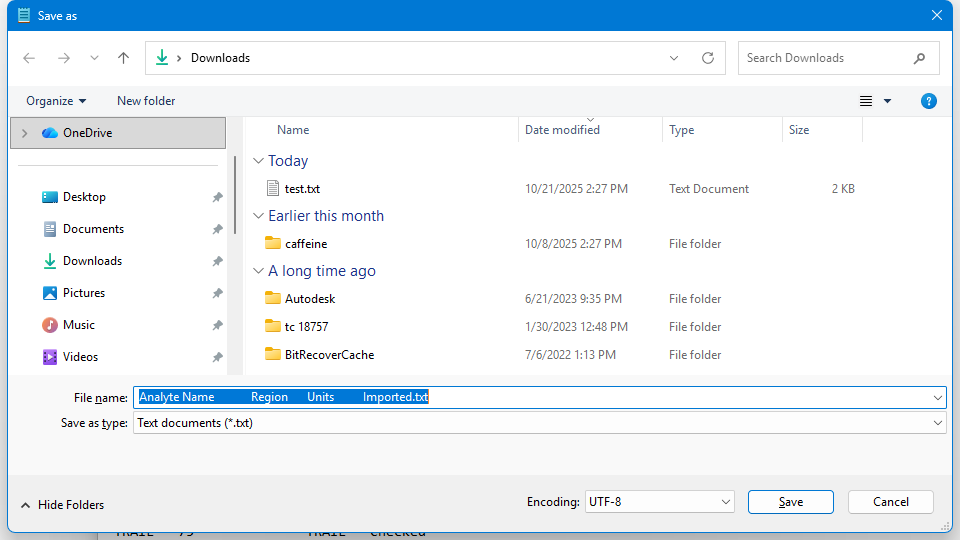 Save as
Downloads
Search Downloads
Organize New folder
?
OneDrive
Desktop
Documents
Downloads
Pictures
Music
Videos
Name Date modified Type Size
Today
test.txt 10/21/2025 2:27 PM Text Document 2 KB
Earlier this month
caffeine 10/8/2025 2:27 PM File folder
A long time ago
Autodesk 6/21/2023 9:35 PM File folder
tc 18757 1/30/2023 12:48 PM File folder
BitRecoverCache 7/6/2022 1:13 PM File folder
File name: Analyte Name Region Units Imported.txt
Save as type: Text documents (*.txt)
Hide Folders Encoding: UTF-8 Save Cancel